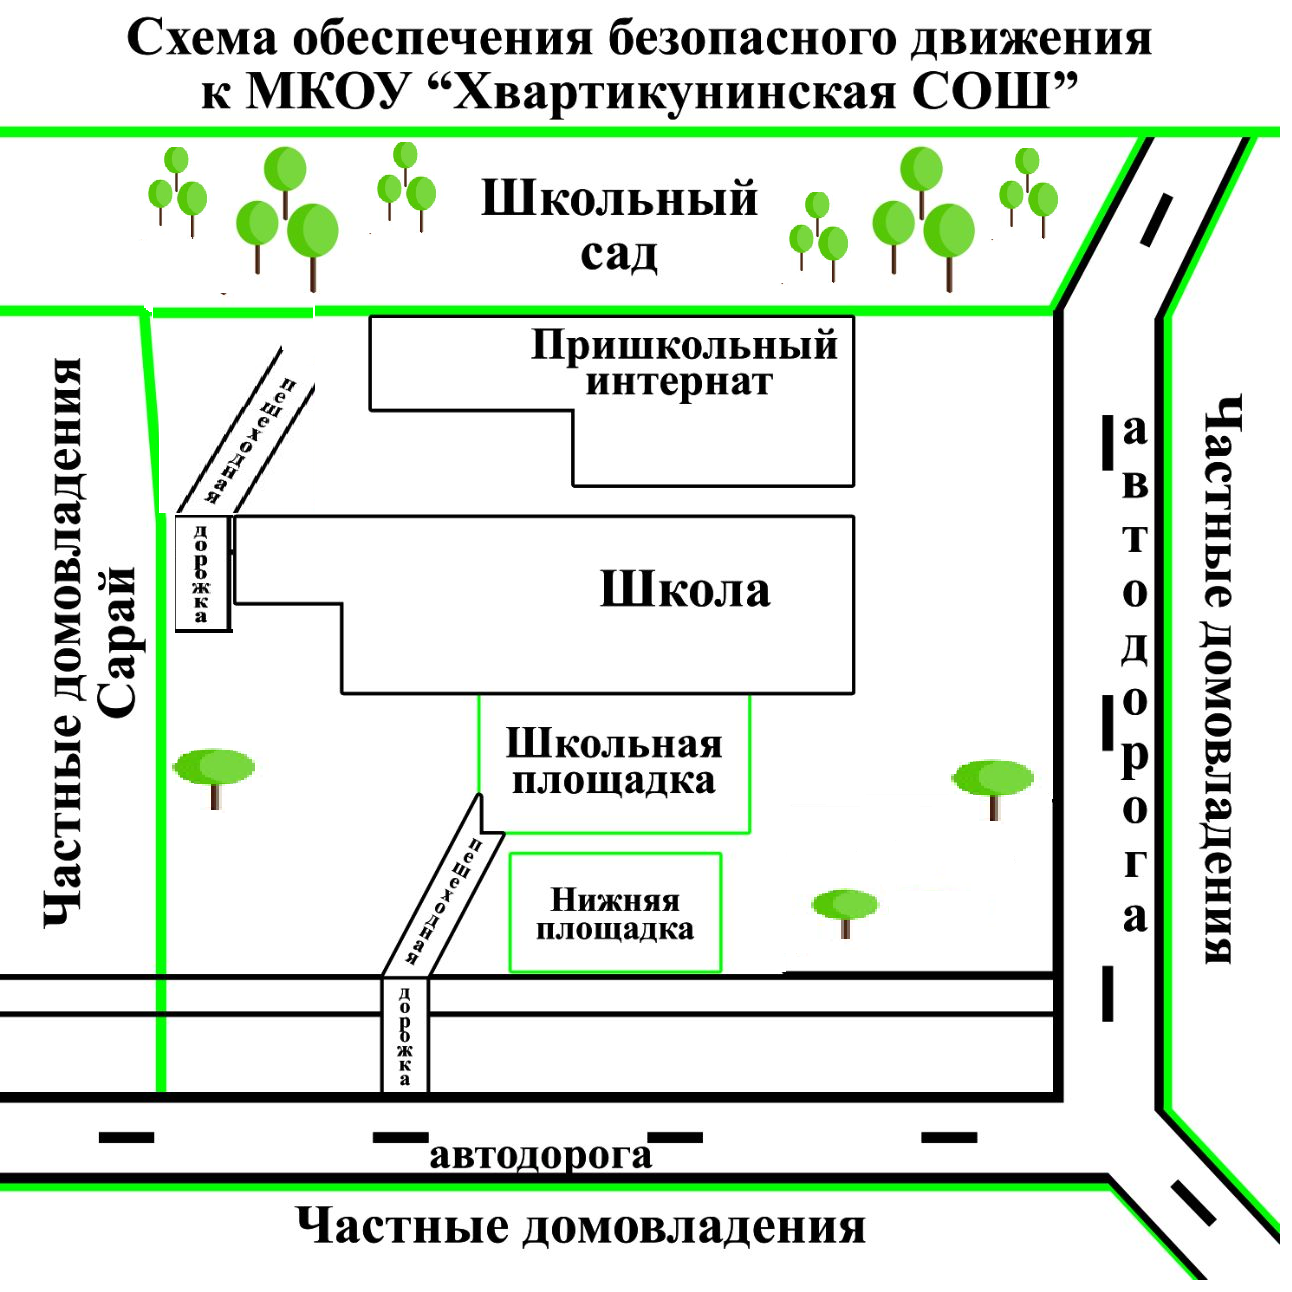 Схема обеспечения безопасного движения
к МКОУ “Хвартикунинская СОШ”
Школьный
сад
Пришкольный
интернат
пешеходная
дорожка
Частные домовладения
Сарай
Школа
автодорога
Частные домовладения
Школьная
площадка
пешеходная
дорожка
Нижняя
площадка
автодорога
Частные домовладения